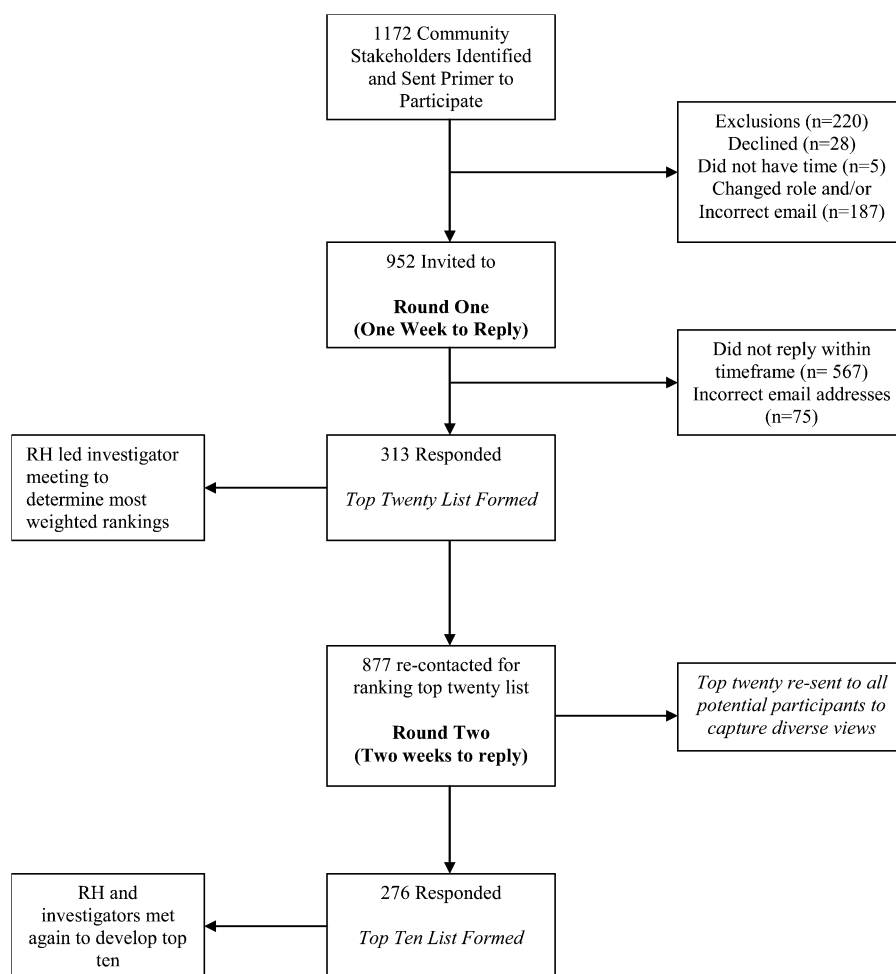 1172 Community
Stakeholders Identified
and Sent Primer to
Participate
Exclusions (n=220)
Declined (n=28)
Did not have time (n=5)
Changed role and/or
Incorrect email (n=187)
952 Invited to
Round One
(One Week to Reply)
Did not reply within
timeframe (n= 567)
Incorrect email addresses
(n=75)
313 Responded
Top Twenty List Formed
RH led investigator
meeting to
determine most
weighted rankings
877 re-contacted for
ranking top twenty list
Round Two
(Two weeks to reply)
Top twenty re-sent to all
potential participants to
capture diverse views
276 Responded
Top Ten List Formed
RH and
investigators met
again to develop top
ten